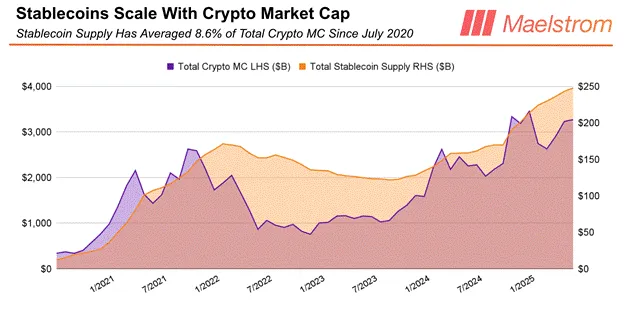 Stablecoins Scale With Crypto Market Cap
Stablecoin Supply Has Averaged 8.6% of Total Crypto MC Since July 2020
Maelstrom
Total Crypto MC LHS ($B) Total Stablecoin Supply RHS ($B)
$4,000 $250
$3,000 $200
$150
$2,000
$100
$1,000
$50
$0 $0
1/2021 7/2021 1/2022 7/2022 1/2023 7/2023 1/2024 7/2024 1/2025